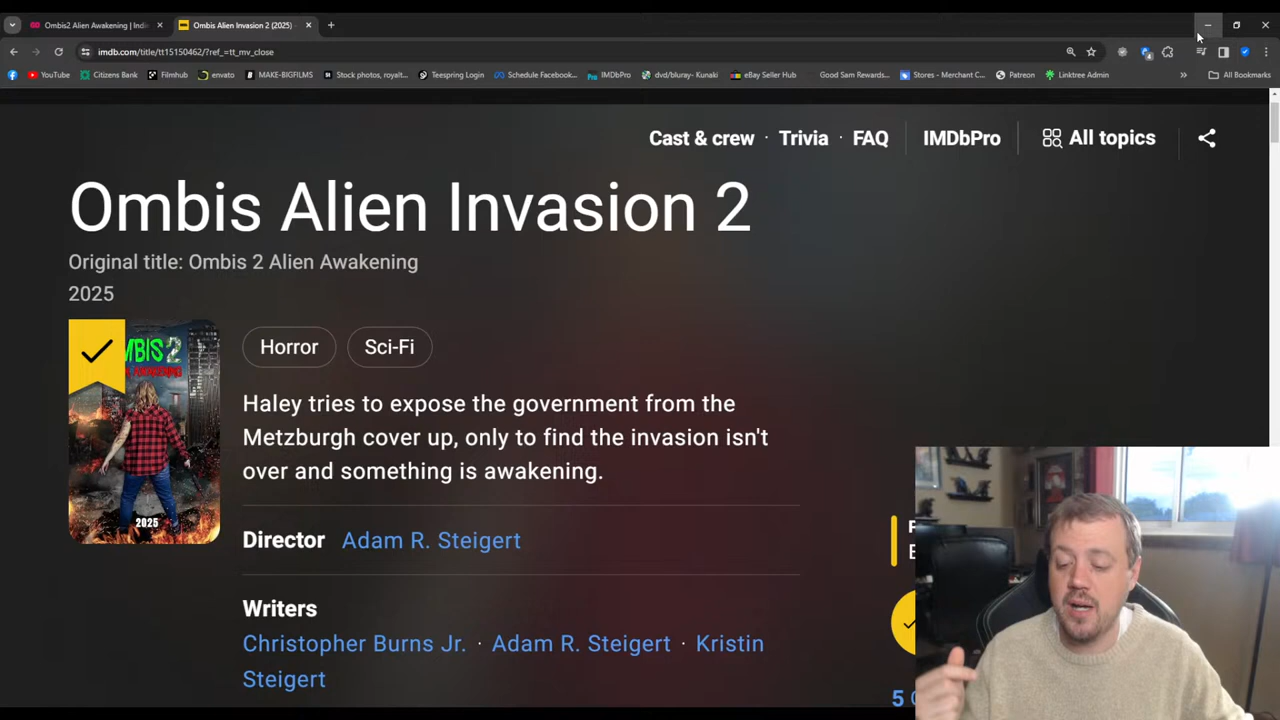 Ombis2 Alien Awakening | Indie
Ombis Alien Invasion 2 (2025) -
imdb.com/title/tt15150462/?ref_=tt_mv_close
YouTube Citizens Bank Filmhub envato MAKE-BIGFILMS Stock photos, royalt... Teespring Login Schedule Facebook... IMDbPro dvd/bluray- Kunaki eBay Seller Hub Good Sam Rewards... Stores - Merchant C... Patreon Linktree Admin » All Bookmarks
Cast & crew · Trivia · FAQ IMDbPro All topics
Ombis Alien Invasion 2
Original title: Ombis 2 Alien Awakening
2025
MBIS 2
AWAKENING
2025
Horror Sci-Fi
Haley tries to expose the government from the
Metzburgh cover up, only to find the invasion isn't
over and something is awakening.
Director Adam R. Steigert
Writers
Christopher Burns Jr. · Adam R. Steigert · Kristin
Steigert
5